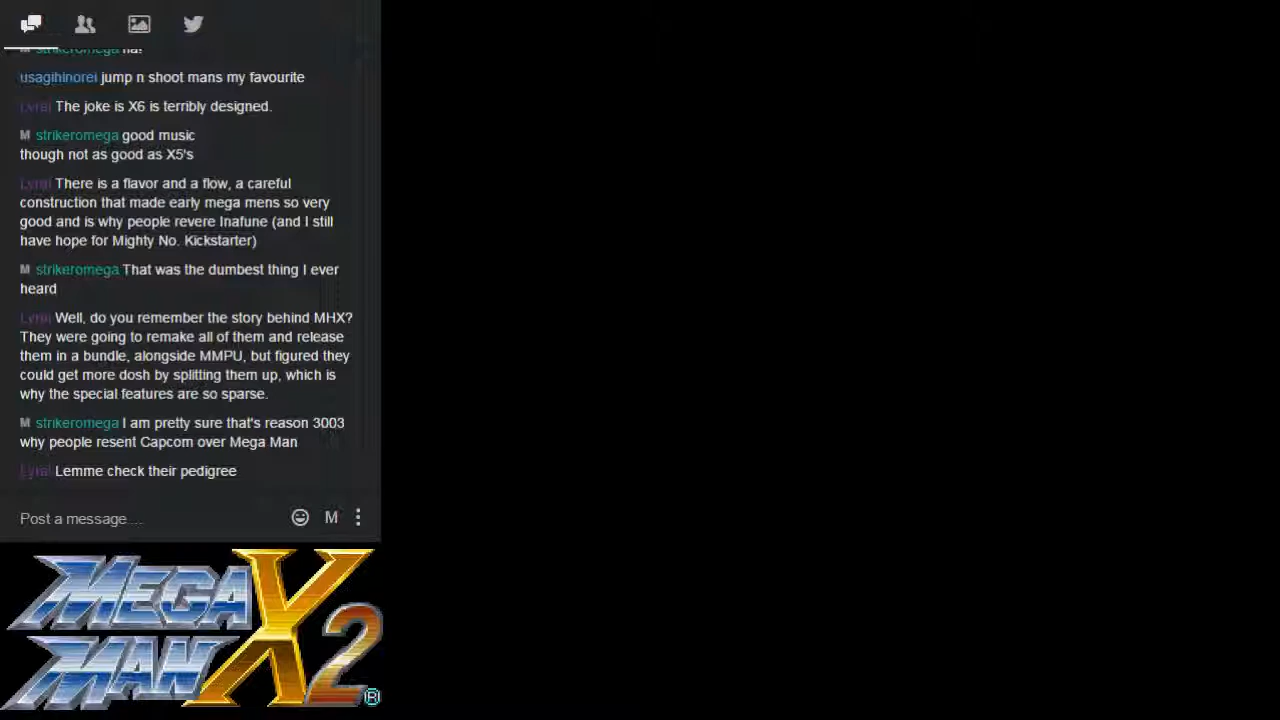 M strikeromega ha!
usagihinorei jump n shoot mans my favourite
Lyral The joke is X6 is terribly designed.
M strikeromega good music
though not as good as X5's
Lyral There is a flavor and a flow, a careful
construction that made early mega mens so very
good and is why people revere Inafune (and I still
have hope for Mighty No. Kickstarter)
M strikeromega That was the dumbest thing I ever
heard
Lyral Well, do you remember the story behind MHX?
They were going to remake all of them and release
them in a bundle, alongside MMPU, but figured they
could get more dosh by splitting them up, which is
why the special features are so sparse.
M strikeromega I am pretty sure that's reason 3003
why people resent Capcom over Mega Man
Lyral Lemme check their pedigree
Post a message... M
MEGA
MAN X2 ®